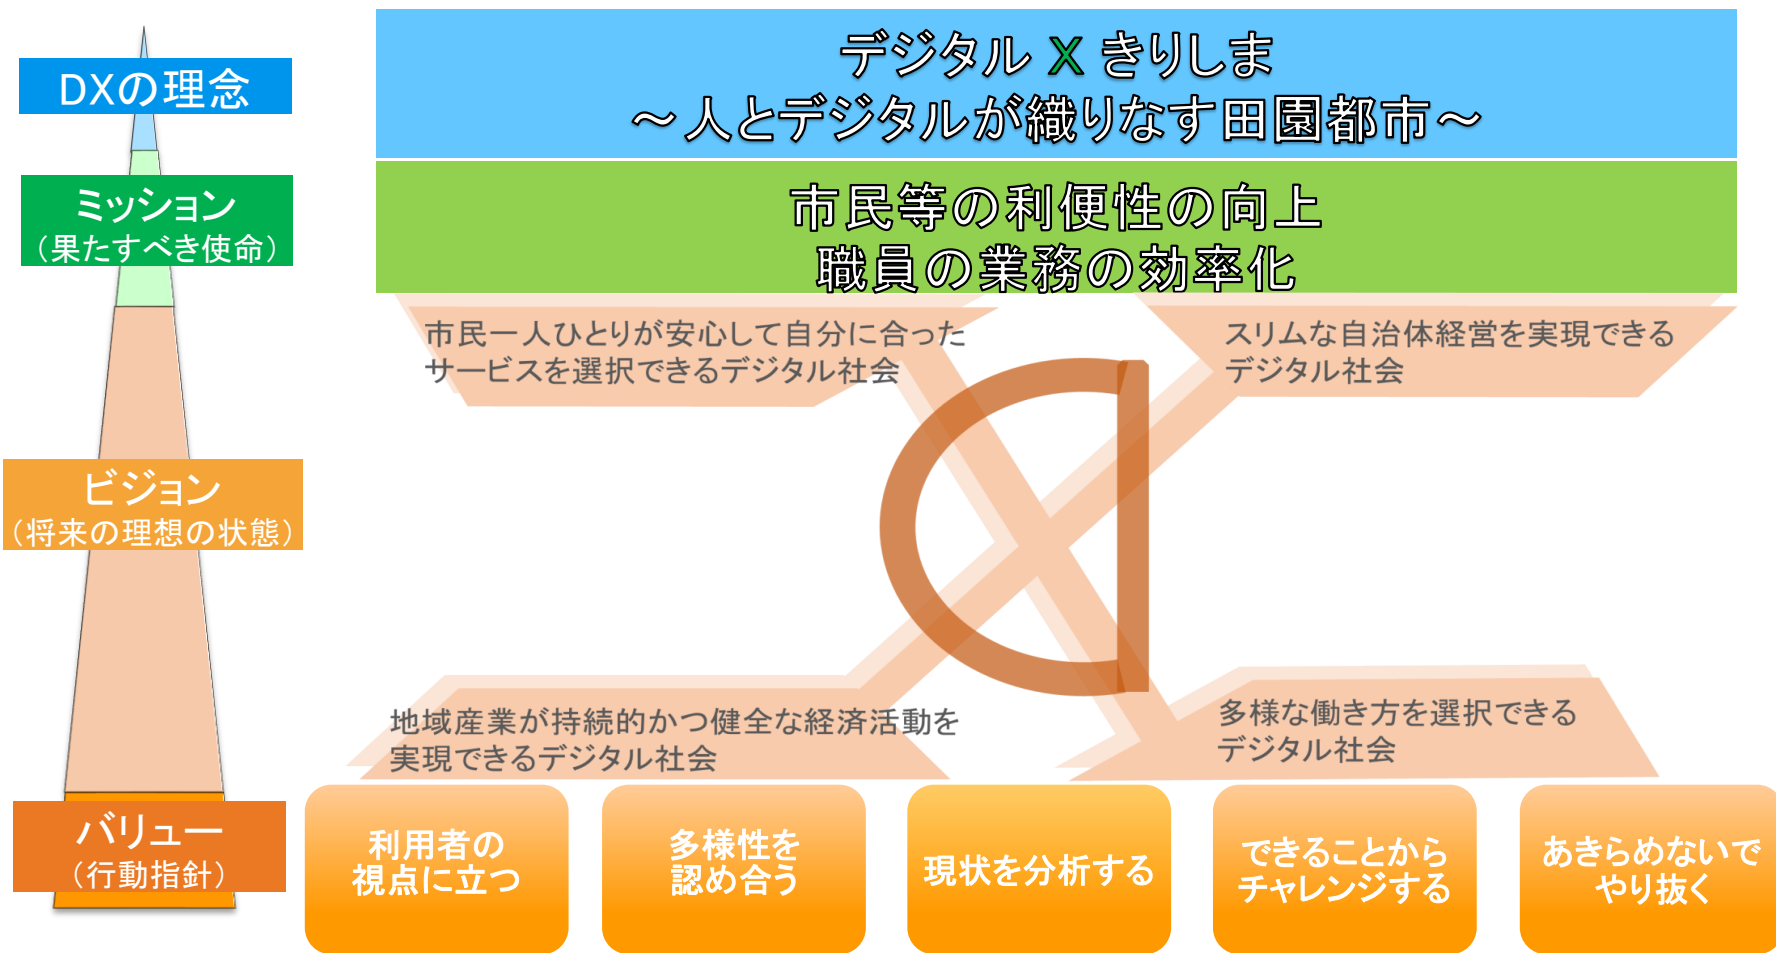 DXの理念
デジタル X きりしま
～人とデジタルが織りなす田園都市～
ミッション
（果たすべき使命）
市民等の利便性の向上
職員の業務の効率化
ビジョン
（将来の理想の状態）
市民一人ひとりが安心して自分に合った
サービスを選択できるデジタル社会
スリムな自治体経営を実現できる
デジタル社会
地域産業が持続的かつ健全な経済活動を
実現できるデジタル社会
多様な働き方を選択できる
デジタル社会
バリュー
（行動指針）
利用者の
視点に立つ
多様性を
認め合う
現状を分析する
できることから
チャレンジする
あきらめないで
やり抜く